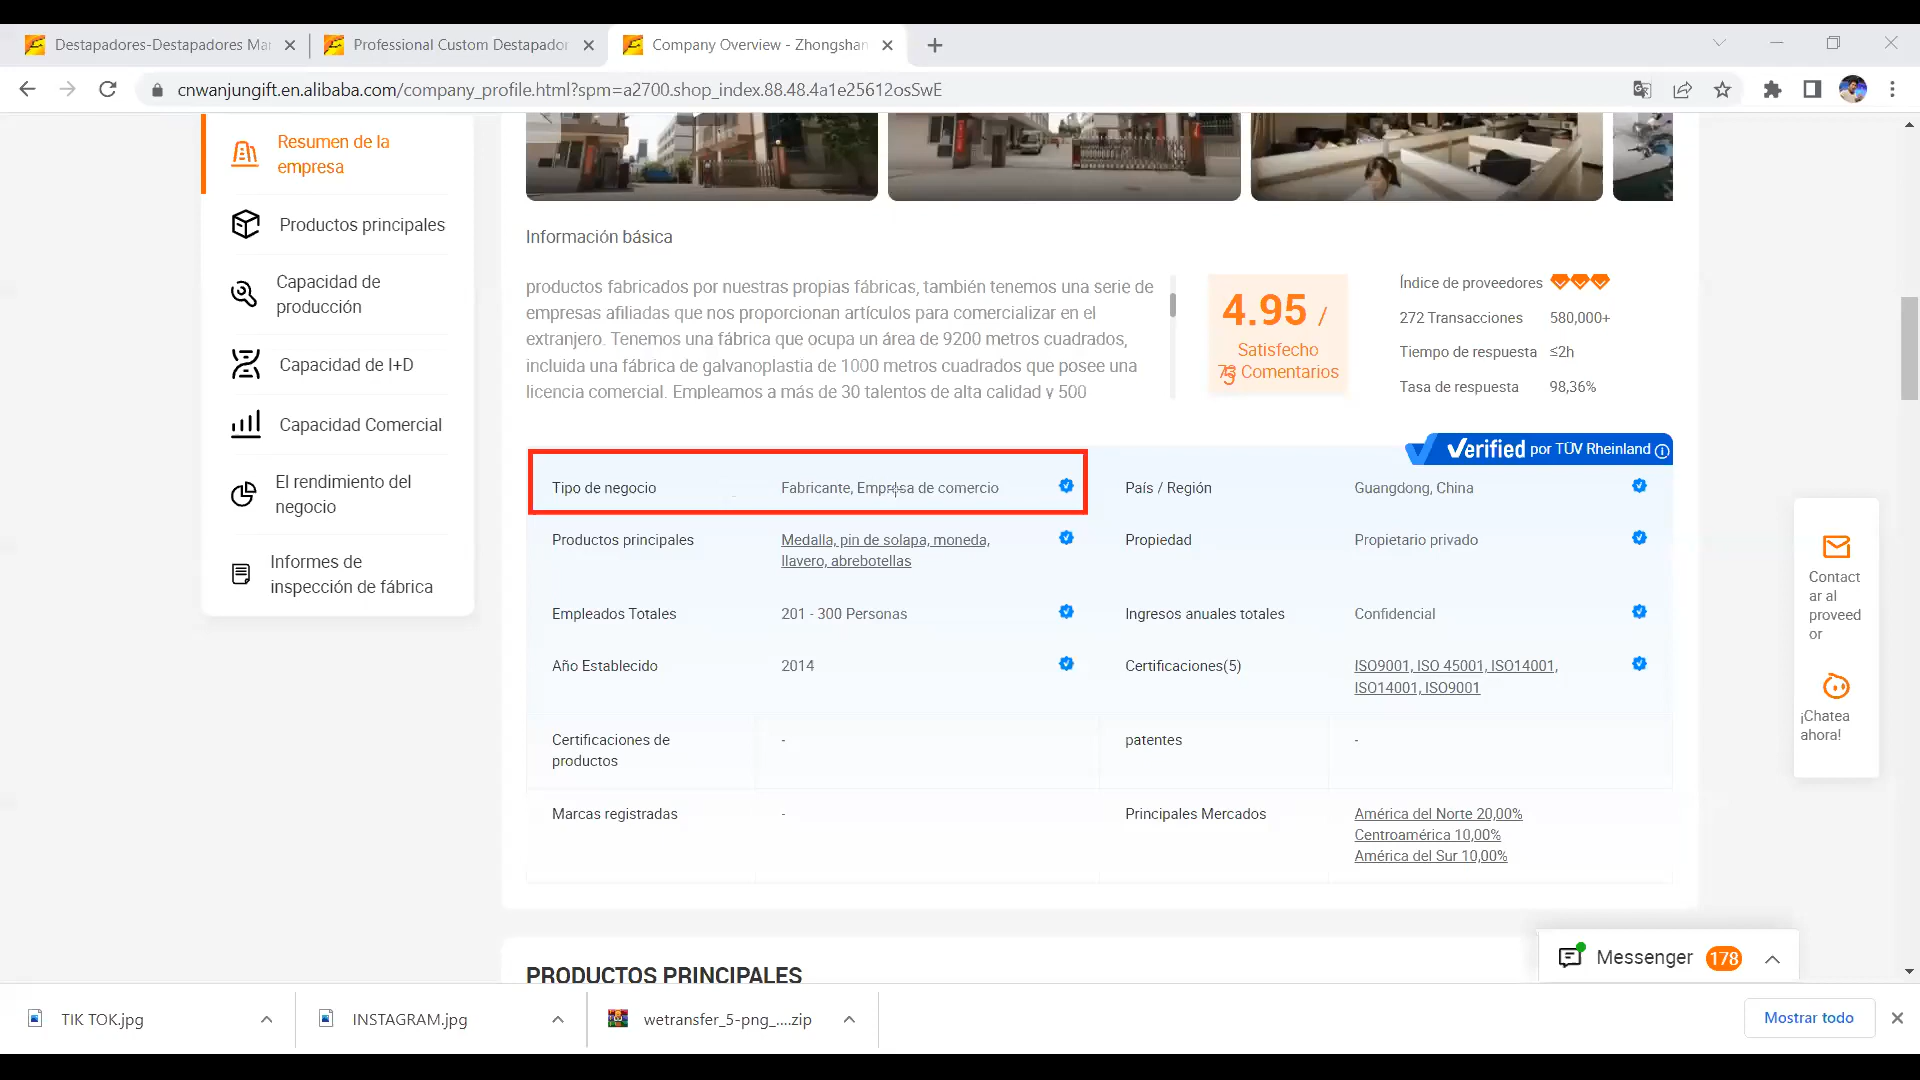 Destapadores-Destapadores Mar
Professional Custom Destapador
Company Overview - Zhongshan
cnwanjungift.en.alibaba.com/company_profile.html?spm=a2700.shop_index.88.48.4a1e25612osSwE
Resumen de la
empresa
Productos principales
Capacidad de
producción
Capacidad de I+D
Capacidad Comercial
El rendimiento del
negocio
Informes de
inspección de fábrica
Información básica
productos fabricados por nuestras propias fábricas, también tenemos una serie de
empresas afiliadas que nos proporcionan artículos para comercializar en el
extranjero. Tenemos una fábrica que ocupa un área de 9200 metros cuadrados,
incluida una fábrica de galvanoplastia de 1000 metros cuadrados que posee una
licencia comercial. Empleamos a más de 30 talentos de alta calidad y 500
4.95 /
5
Satisfecho
73 Comentarios
Índice de proveedores
272 Transacciones 580,000+
Tiempo de respuesta ≤2h
Tasa de respuesta 98,36%
Verified por TÜV Rheinland
Tipo de negocio Fabricante, Empresa de comercio
País / Región Guangdong, China
Productos principales Medalla, pin de solapa, moneda,
llavero, abrebotellas
Propiedad Propietario privado
Empleados Totales 201 - 300 Personas
Ingresos anuales totales Confidencial
Año Establecido 2014
Certificaciones(5) ISO9001, ISO 45001, ISO14001,
ISO14001, ISO9001
Certificaciones de
productos -
patentes -
Marcas registradas -
Principales Mercados América del Norte 20,00%
Centroamérica 10,00%
América del Sur 10,00%
Contact
ar al
proveed
or
¡Chatea
ahora!
PRODUCTOS PRINCIPALES
Messenger 178
TIK TOK.jpg
INSTAGRAM.jpg
wetransfer_5-png_....zip
Mostrar todo